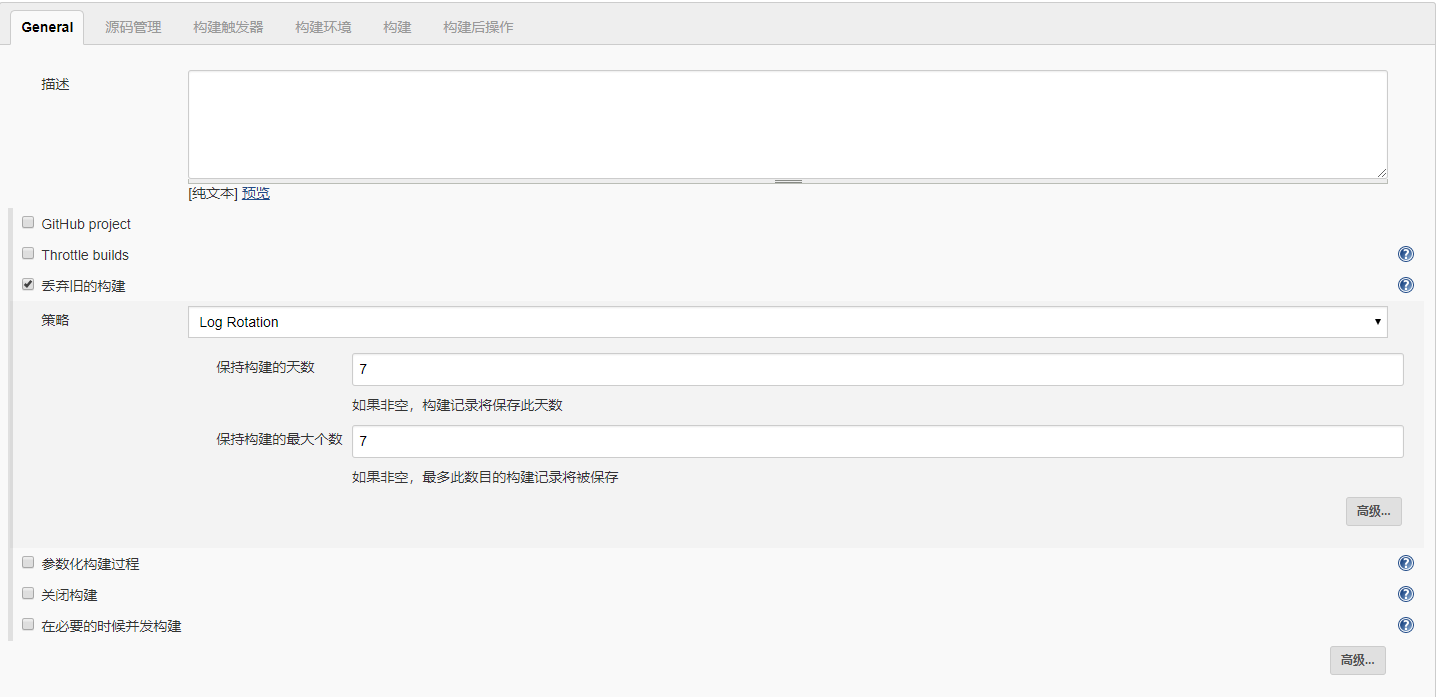 General 源码管理 构建触发器 构建环境 构建 构建后操作
描述
[纯文本] 预览
GitHub project
Throttle builds
丢弃旧的构建
策略 Log Rotation
保持构建的天数 7
如果非空，构建记录将保存此天数
保持构建的最大个数 7
如果非空，最多此数目的构建记录将被保存
高级...
参数化构建过程
关闭构建
在必要的时候并发构建
高级...